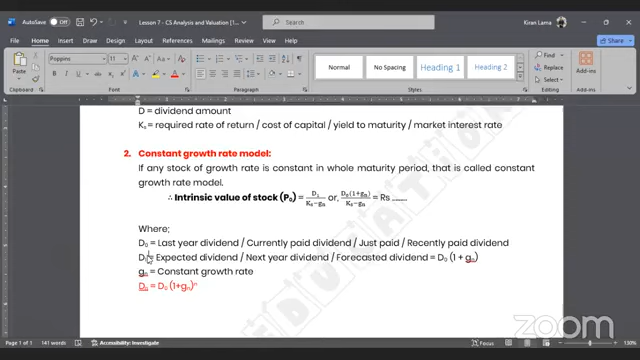 AutoSave Off
Lesson 7 - CS Analysis and Valuation
Search
Kiran Lama
File Home Insert Draw Design Layout References Mailings Review View Help
Poppins 11
Paste
Normal No Spacing Heading 1 Heading 2
Editing Add-ins
Clipboard Font Paragraph Styles Add-ins
D = dividend amount
Kₛ = required rate of return / cost of capital / yield to maturity / market interest rate
2. Constant growth rate model:
If any stock of growth rate is constant in whole maturity period, that is called constant
growth rate model.
∴ Intrinsic value of stock (P₀) = D₁/(Kₛ−gₙ) or, D₀(1+gₙ)/(Kₛ−gₙ) = Rs ........
Where;
D₀ = Last year dividend / Currently paid dividend / Just paid / Recently paid dividend
= Expected dividend / Next year dividend / Forecasted dividend = D₀ (1 + gₙ)
gₙ = Constant growth rate
Dₙ = D₀ (1+gₙ)ⁿ
Page 1 of 1 141 words Accessibility: Investigate Focus 130%
zoom